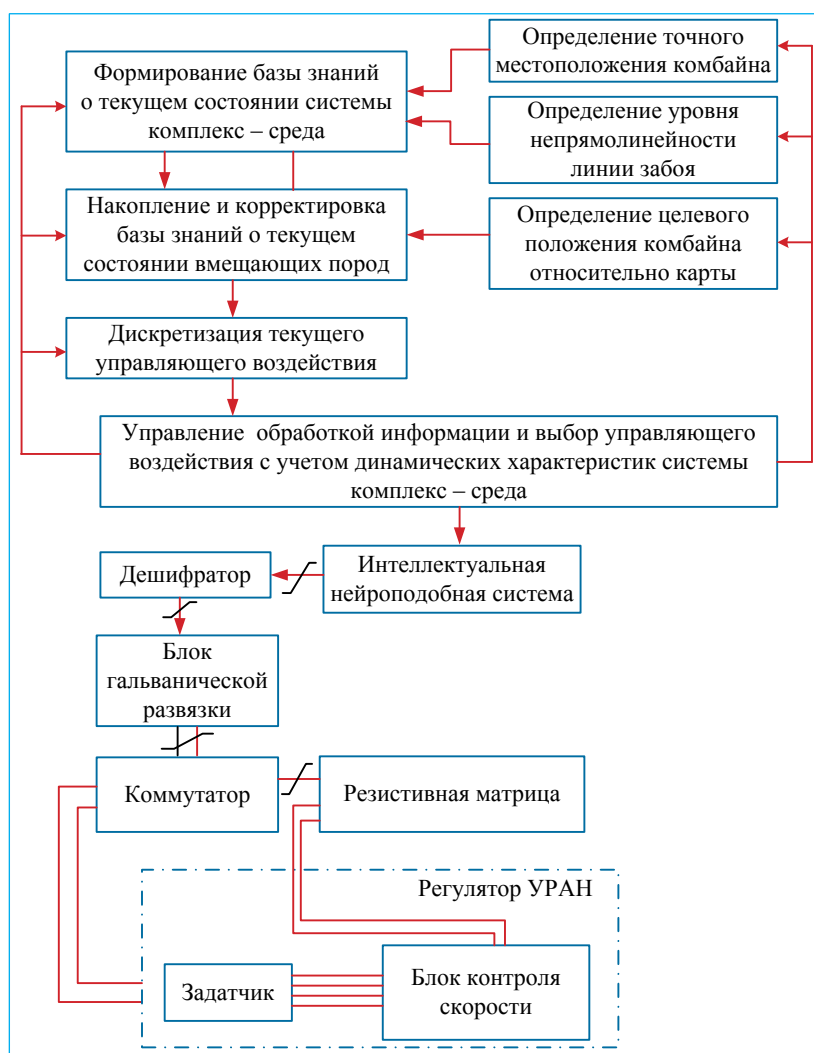 Формирование базы знаний
о текущем состоянии системы
комплекс – среда
Определение точного
местоположения комбайна
Определение уровня
непрямолинейности
линии забоя
Накопление и корректировка
базы знаний о текущем
состоянии вмещающих пород
Определение целевого
положения комбайна
относительно карты
Дискретизация текущего
управляющего воздействия
Управление обработкой информации и выбор управляющего
воздействия с учетом динамических характеристик системы
комплекс – среда
Интеллектуальная
нейроподобная система
Дешифратор
Блок
гальванической
развязки
Коммутатор
Резистивная матрица
Регулятор УРАН
Задатчик
Блок контроля
скорости